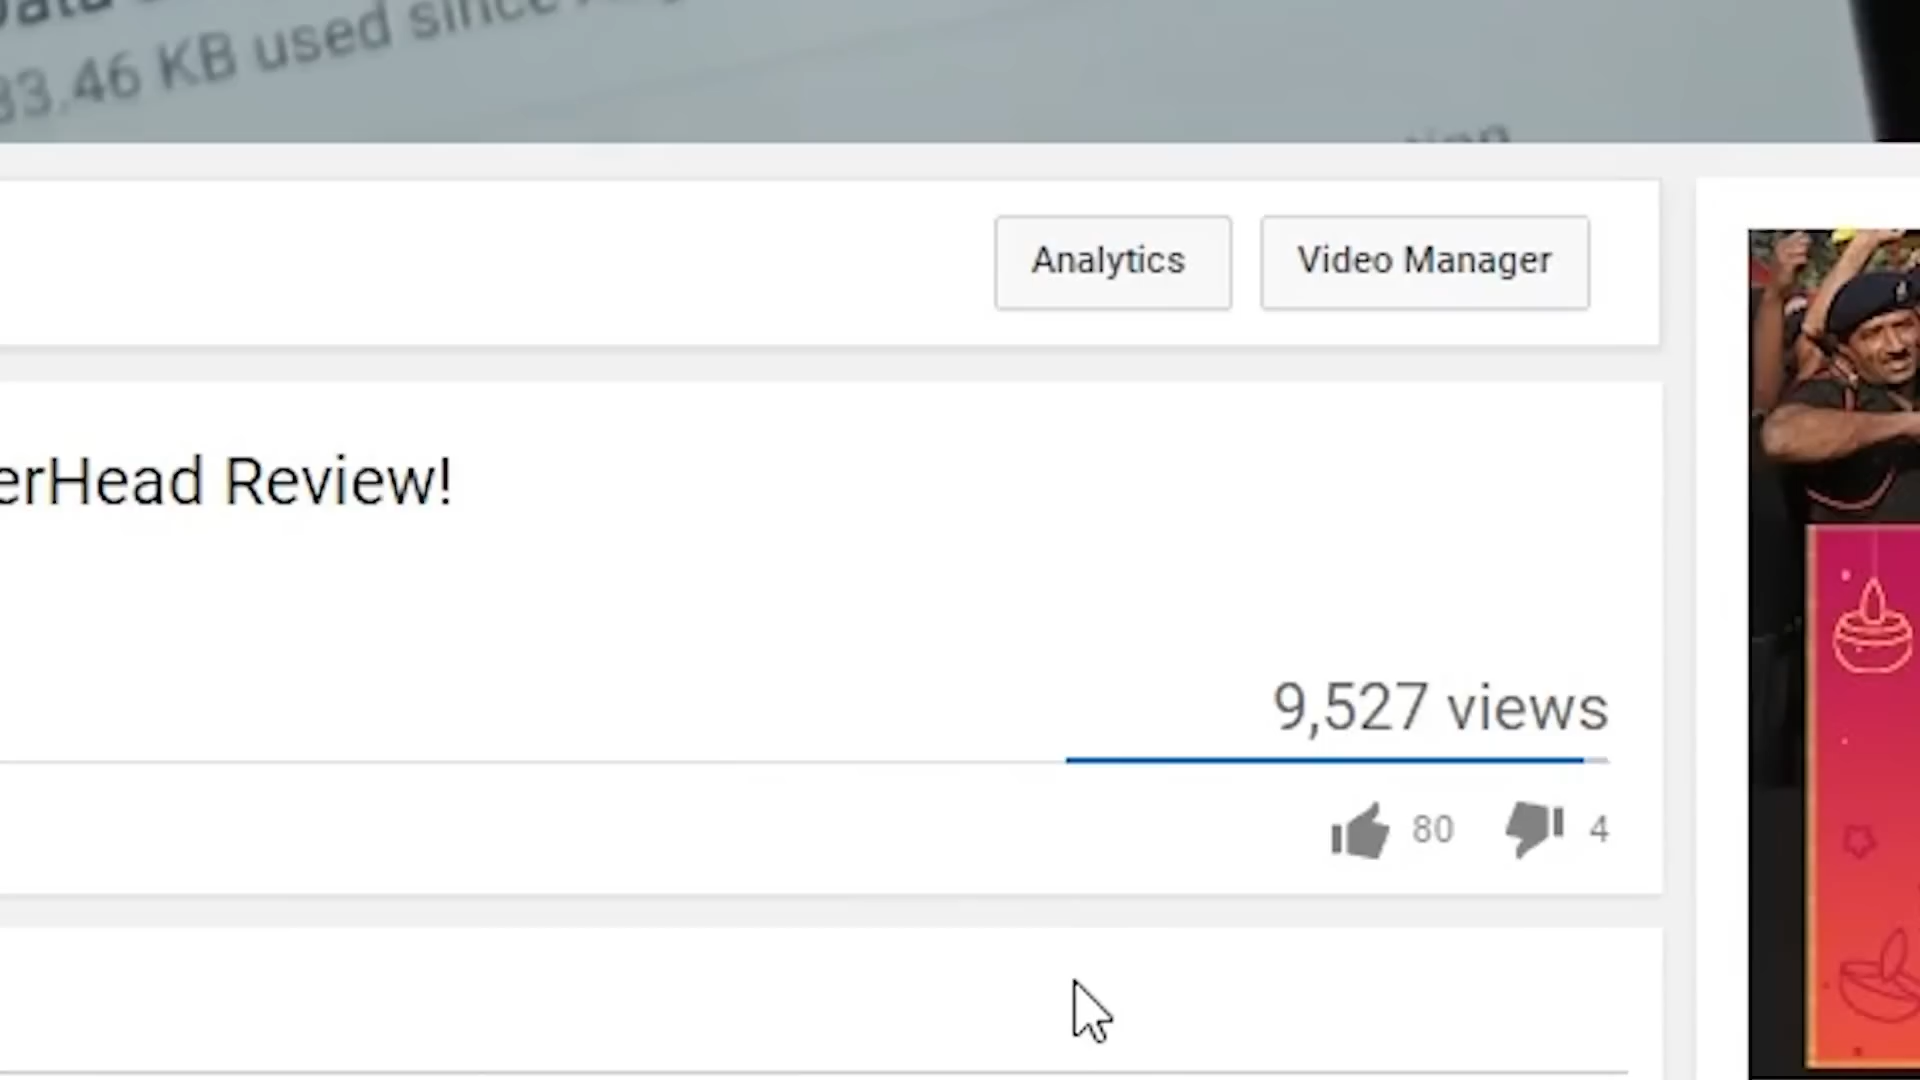 33.46 KB used since
Analytics
Video Manager
erHead Review!
9,527 views
80
4